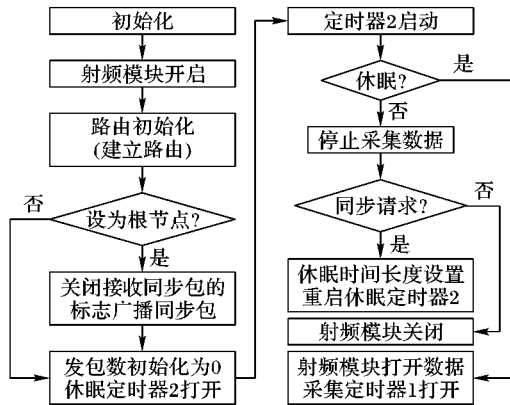 初始化
射频模块开启
路由初始化
(建立路由)
设为根节点?
否
是
关闭接收同步包的
标志广播同步包
发包数初始化为0
休眠定时器2打开
定时器2启动
休眠?
是
否
停止采集数据
同步请求?
否
是
休眠时间长度设置
重启休眠定时器2
射频模块关闭
射频模块打开数据
采集定时器1打开